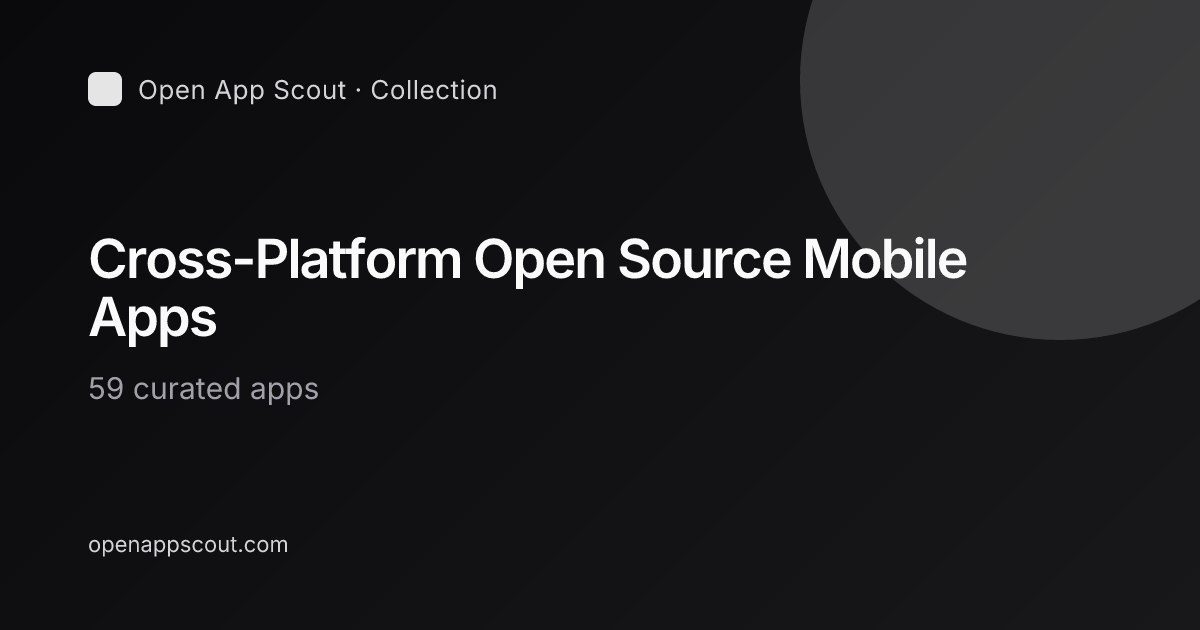 Open App Scout · Collection
Cross-Platform Open Source Mobile
Apps
59 curated apps
openappscout.com